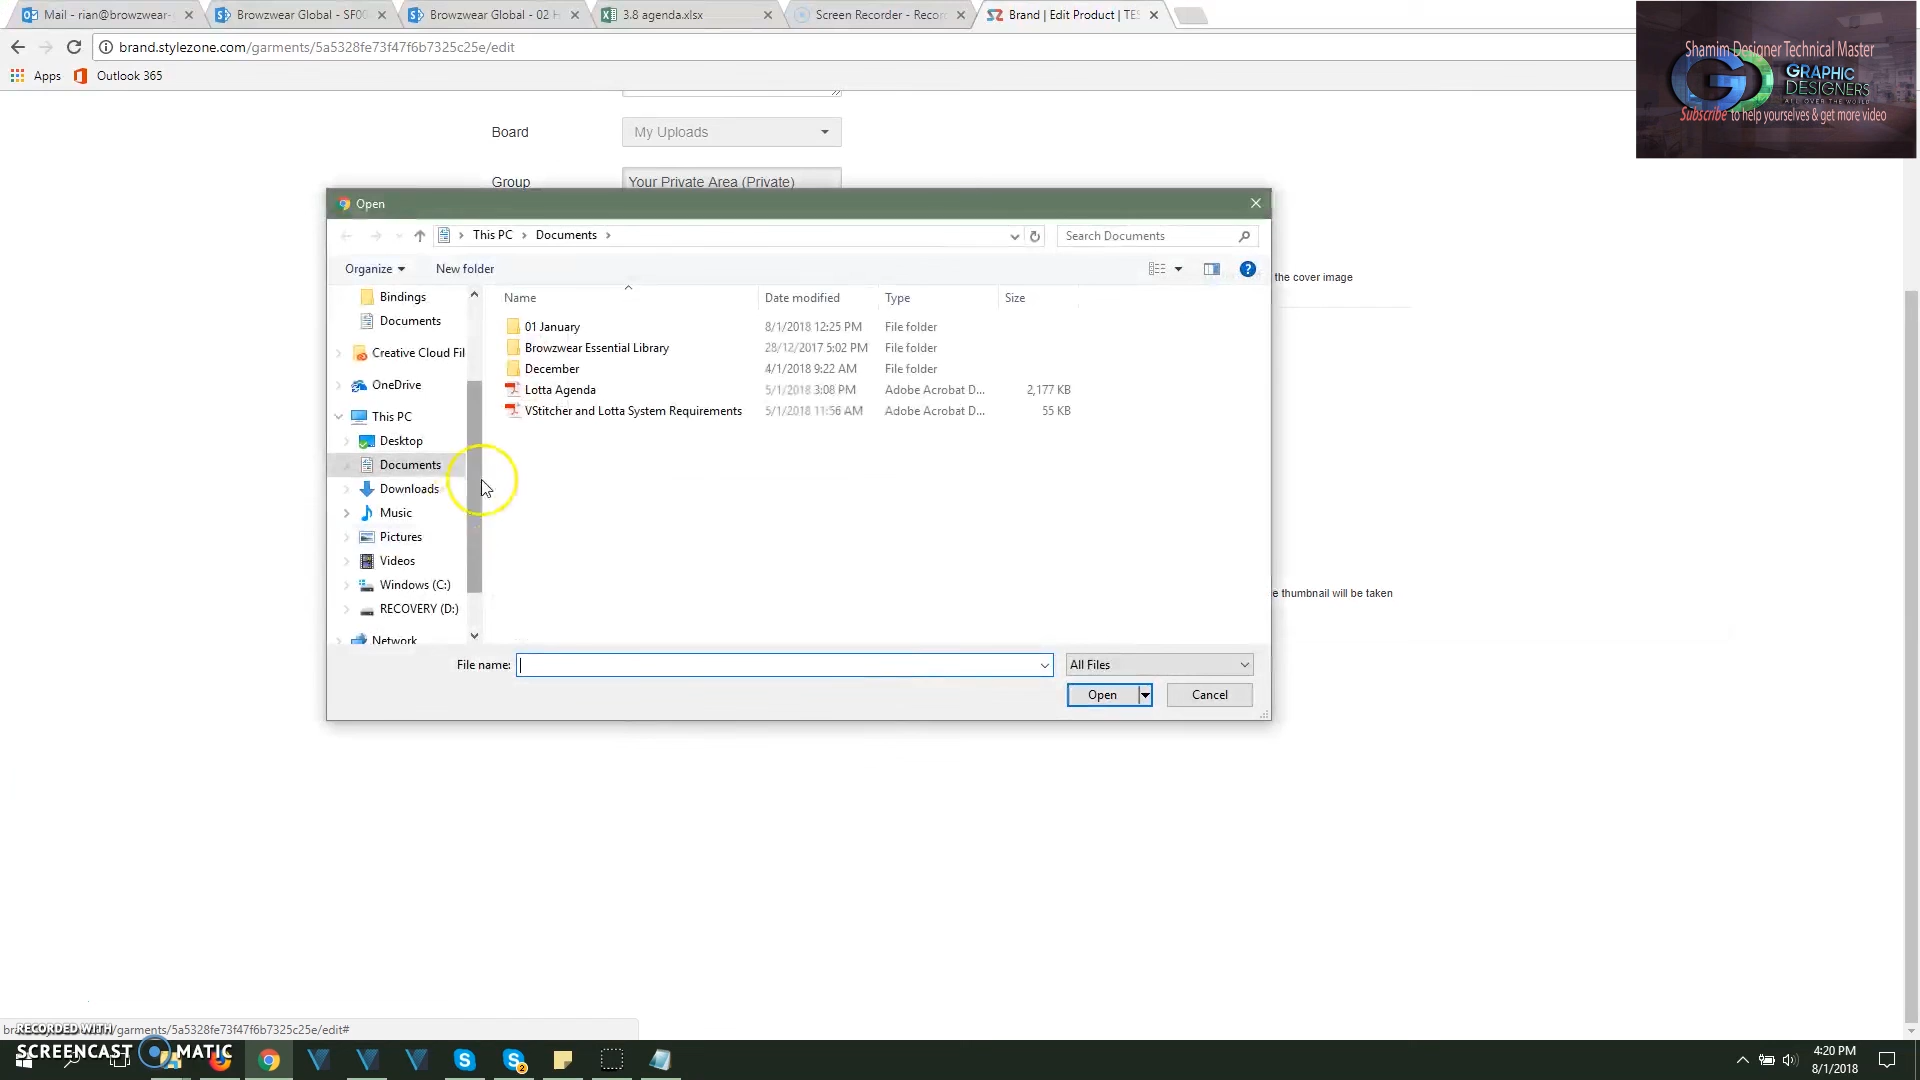 Mail - rian@browzwear-
Browzwear Global - SF00
Browzwear Global - 02 H
3.8 agenda.xlsx
Screen Recorder - Record
Brand | Edit Product | TES
brand.stylezone.com/garments/5a5328fe73f47f6b7325c25e/edit
Apps
Outlook 365
Shamim Designer Technical Master
GRAPHIC
DESIGNERS
ALL OVER THE WORLD
Subscribe to help yourselves & get more video
Board
My Uploads
Group
Your Private Area (Private)
Open
This PC
Documents
Search Documents
Organize
New folder
the cover image
Name
Date modified
Type
Size
01 January
8/1/2018 12:25 PM
File folder
Browzwear Essential Library
28/12/2017 5:02 PM
File folder
December
4/1/2018 9:22 AM
File folder
Lotta Agenda
5/1/2018 3:08 PM
Adobe Acrobat D...
2,177 KB
VStitcher and Lotta System Requirements
5/1/2018 11:56 AM
Adobe Acrobat D...
55 KB
Bindings
Documents
Creative Cloud Fil
OneDrive
This PC
Desktop
Documents
Downloads
Music
Pictures
Videos
Windows (C:)
RECOVERY (D:)
Network
e thumbnail will be taken
File name:
All Files
Open
Cancel
/garments/5a5328fe73f47f6b7325c25e/edit#
RECORDED WITH
SCREENCAST MATIC
2
4:20 PM
8/1/2018